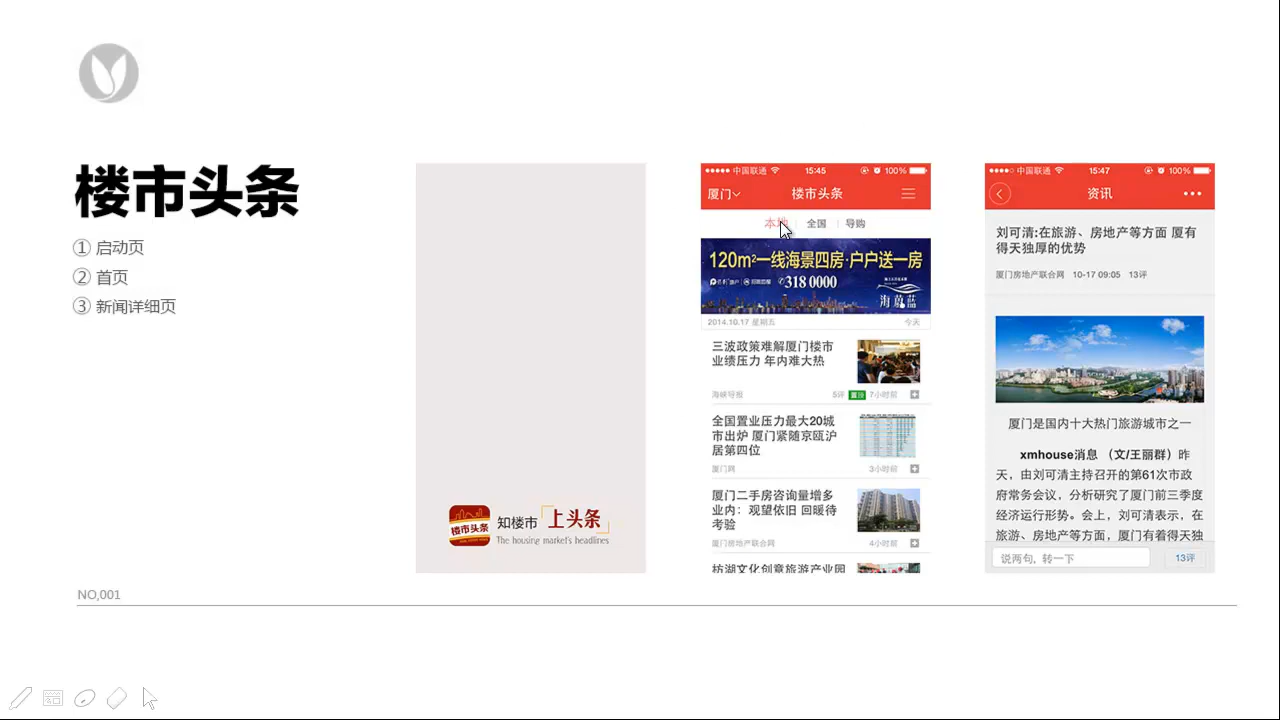 楼市头条
① 启动页
② 首页
③ 新闻详细页
楼市头条
知楼市 上头条
The housing market's headlines
中国联通 15:45 100%
厦门 楼市头条
本地 全国 导购
120m²一线海景四房·户户送一房
318 0000
2014.10.17 星期五 今天
三波政策难解厦门楼市
业绩压力 年内难大热
海峡导报 5评 置顶 7小时前
全国置业压力最大20城
市出炉 厦门紧随京瓯沪
居第四位
厦门网 3小时前
厦门二手房咨询量增多
业内：观望依旧 回暖待
考验
厦门房地产联合网 4小时前
枋湖文化创意旅游产业园
中国联通 15:47 100%
资讯
刘可清:在旅游、房地产等方面 厦有
得天独厚的优势
厦门房地产联合网 10-17 09:05 13评
厦门是国内十大热门旅游城市之一
xmhouse消息 （文/王丽群）昨
天，由刘可清主持召开的第61次市政
府常务会议，分析研究了厦门前三季度
经济运行形势。会上，刘可清表示，在
旅游、房地产等方面，厦门有着得天独
说两句, 转一下 13评
NO,001